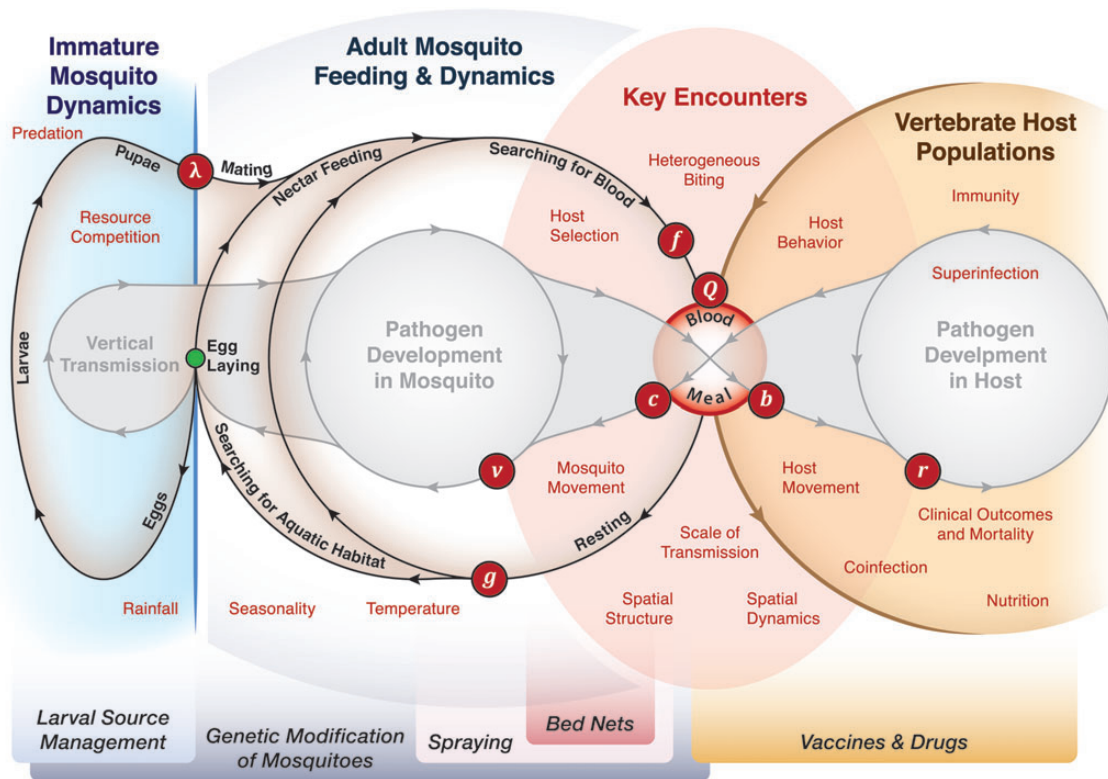 Immature
Mosquito
Dynamics
Adult Mosquito
Feeding & Dynamics
Key Encounters
Vertebrate Host
Populations
Predation
Pupae
λ
Mating
Nectar Feeding
Searching for Blood
Heterogeneous
Biting
Immunity
Resource
Competition
Host
Selection
f
Host
Behavior
Superinfection
Q
Blood
Larvae
Vertical
Transmission
Egg
Laying
Pathogen
Development
in Mosquito
Pathogen
Develpment
in Host
c
Meal
b
v
Mosquito
Movement
Host
Movement
r
Eggs
Searching for Aquatic Habitat
Resting
Scale of
Transmission
Clinical Outcomes
and Mortality
g
Coinfection
Rainfall
Seasonality
Temperature
Spatial
Structure
Spatial
Dynamics
Nutrition
Larval Source
Management
Genetic Modification
of Mosquitoes
Spraying
Bed Nets
Vaccines & Drugs